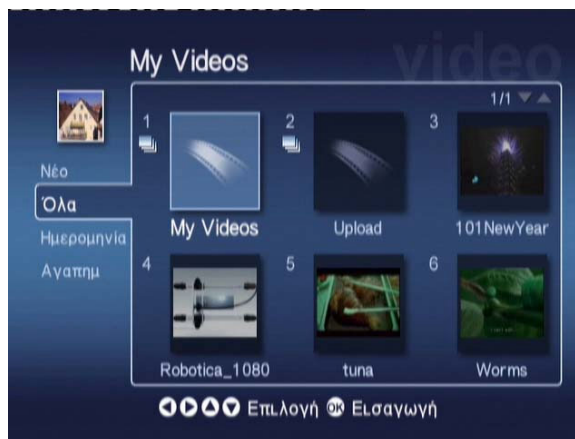 video
My Videos
1/1
1
2
3
Νέο
Όλα
Ημερομηνία
Αγαπημ
My Videos
Upload
101NewYear
4
5
6
Robotica_1080
tuna
Worms
Επιλογή OK Εισαγωγή